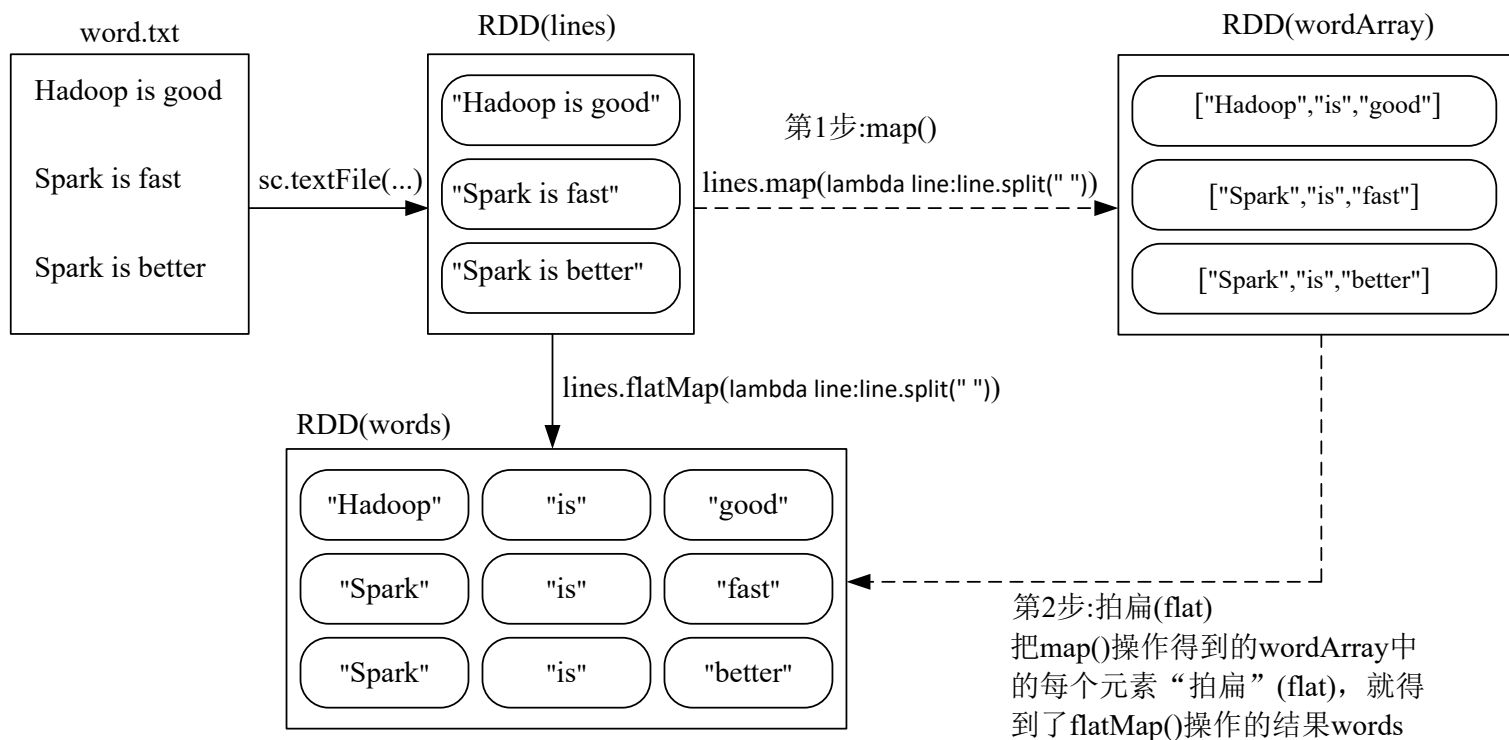 word.txt
Hadoop is good
Spark is fast
Spark is better
sc.textFile(...)
RDD(lines)
"Hadoop is good"
"Spark is fast"
"Spark is better"
第1步:map()
lines.map(lambda line:line.split(" "))
RDD(wordArray)
["Hadoop","is","good"]
["Spark","is","fast"]
["Spark","is","better"]
lines.flatMap(lambda line:line.split(" "))
RDD(words)
"Hadoop" "is" "good"
"Spark" "is" "fast"
"Spark" "is" "better"
第2步:拍扁(flat)
把map()操作得到的wordArray中
的每个元素“拍扁”(flat)，就得
到了flatMap()操作的结果words